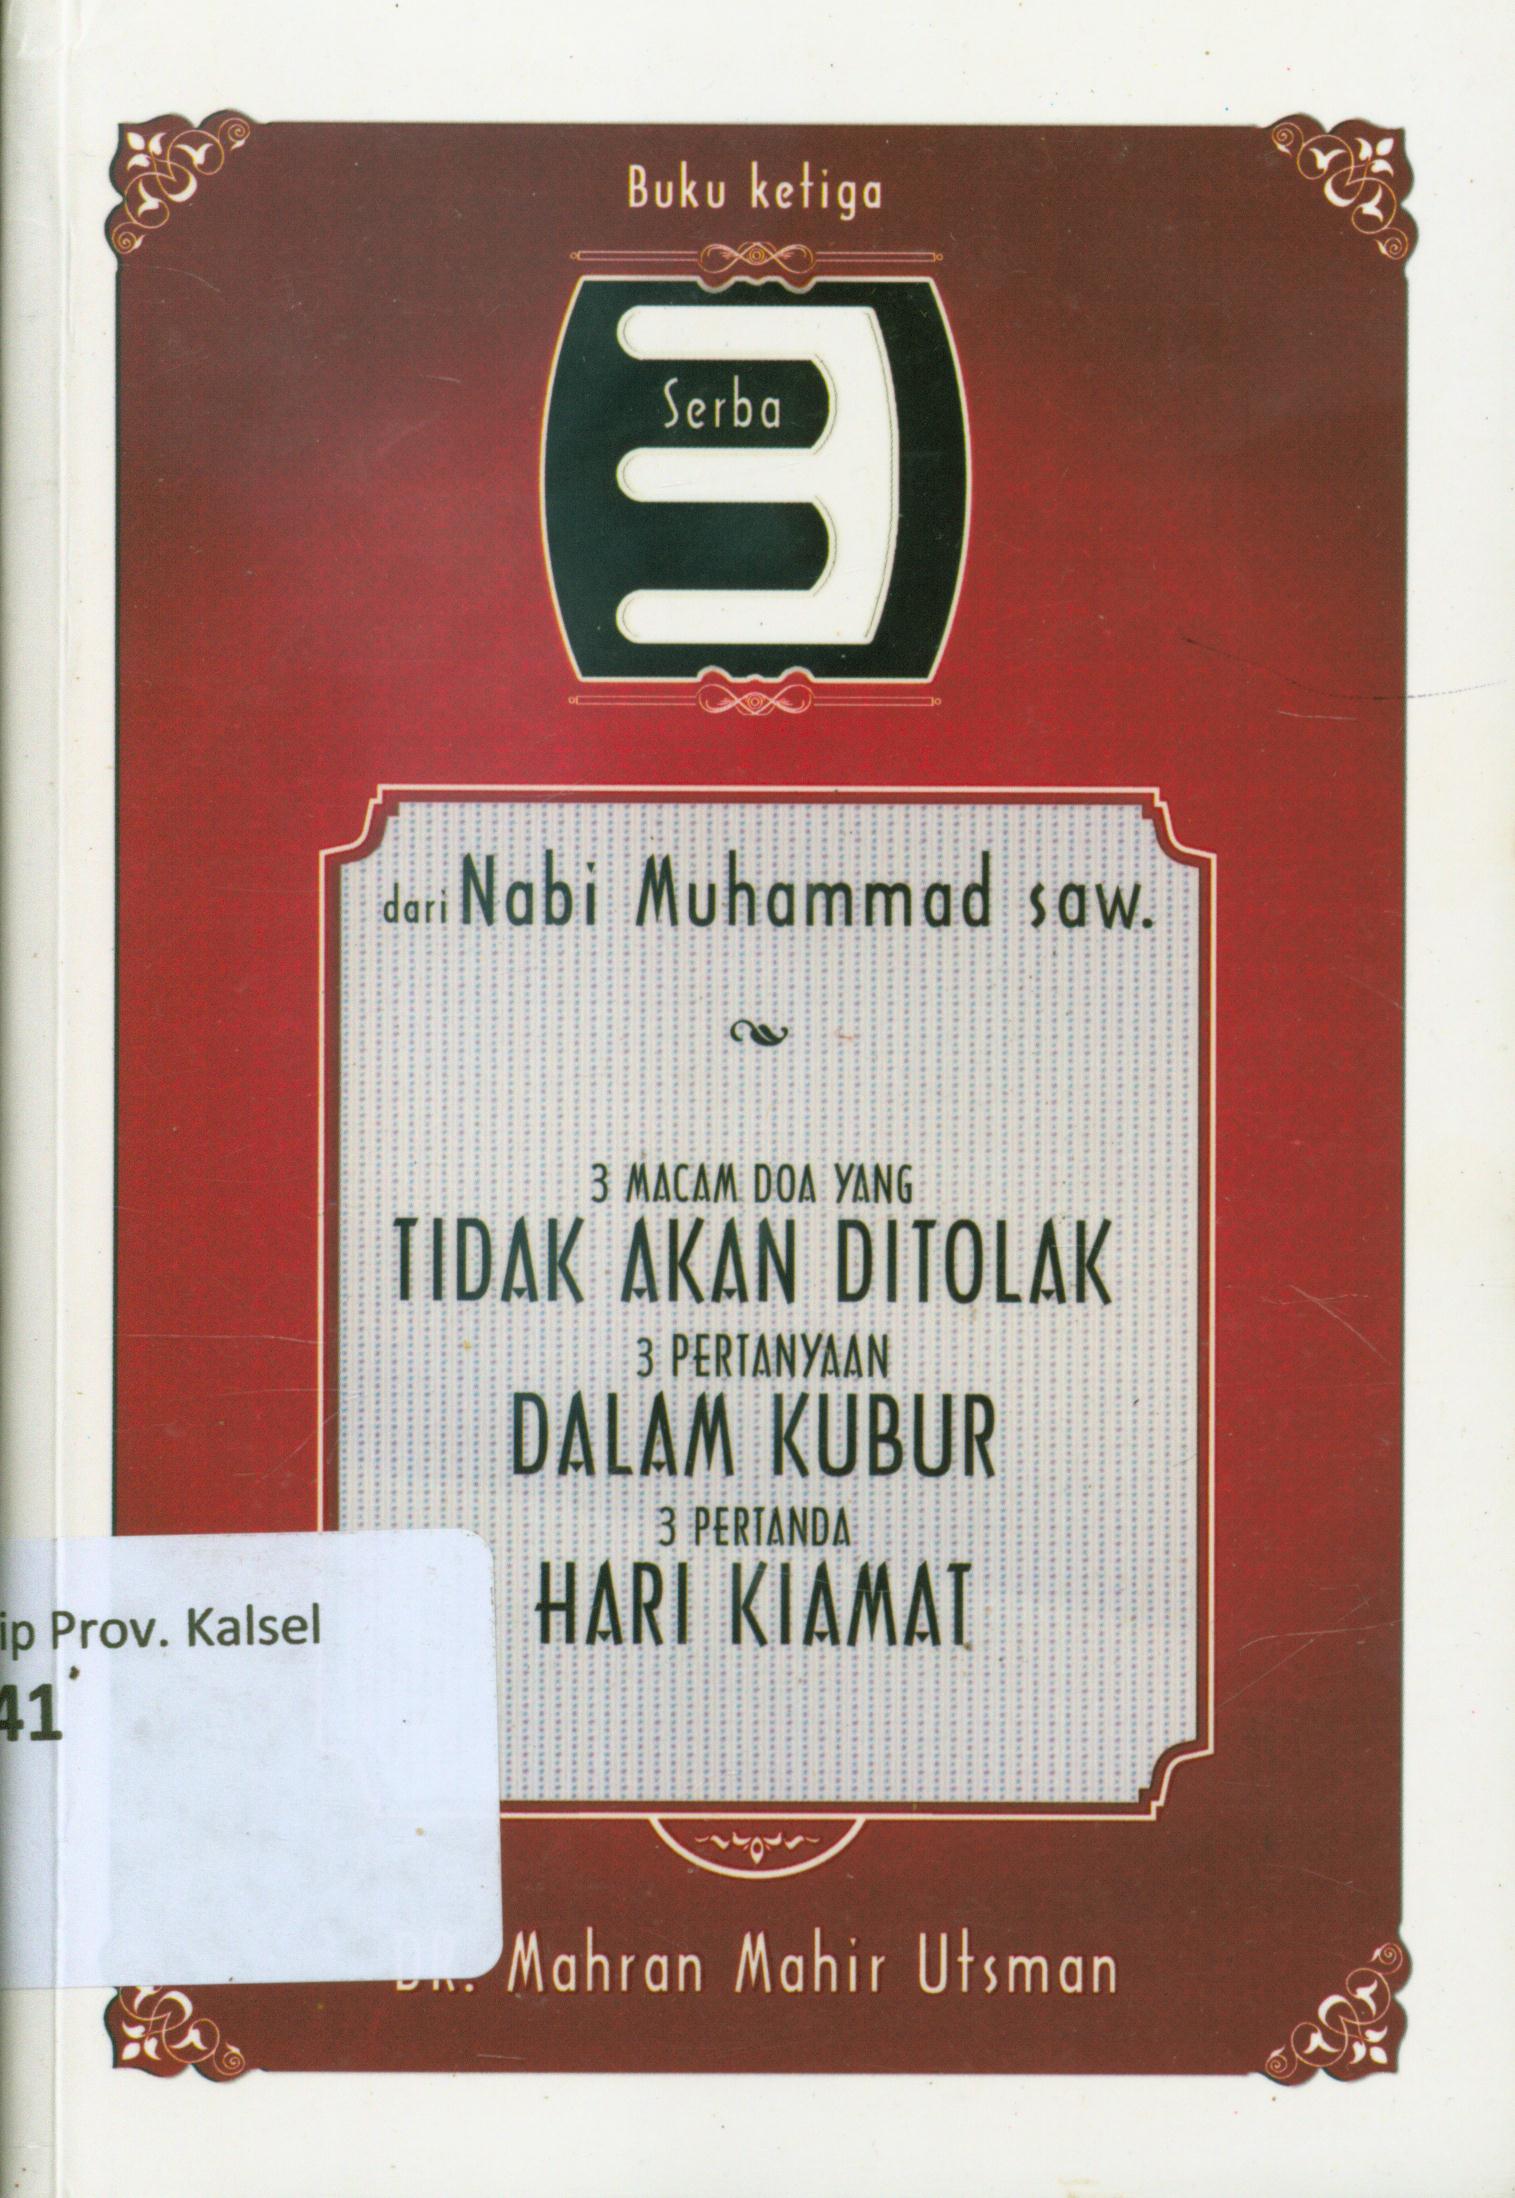 Buku ketiga
Serba
3
dari Nabi Muhammad saw.
3 MACAM DOA YANG
TIDAK AKAN DITOLAK
3 PERTANYAAN
DALAM KUBUR
3 PERTANDA
HARI KIAMAT
ip Prov. Kalsel
41
DR. Mahran Mahir Utsman